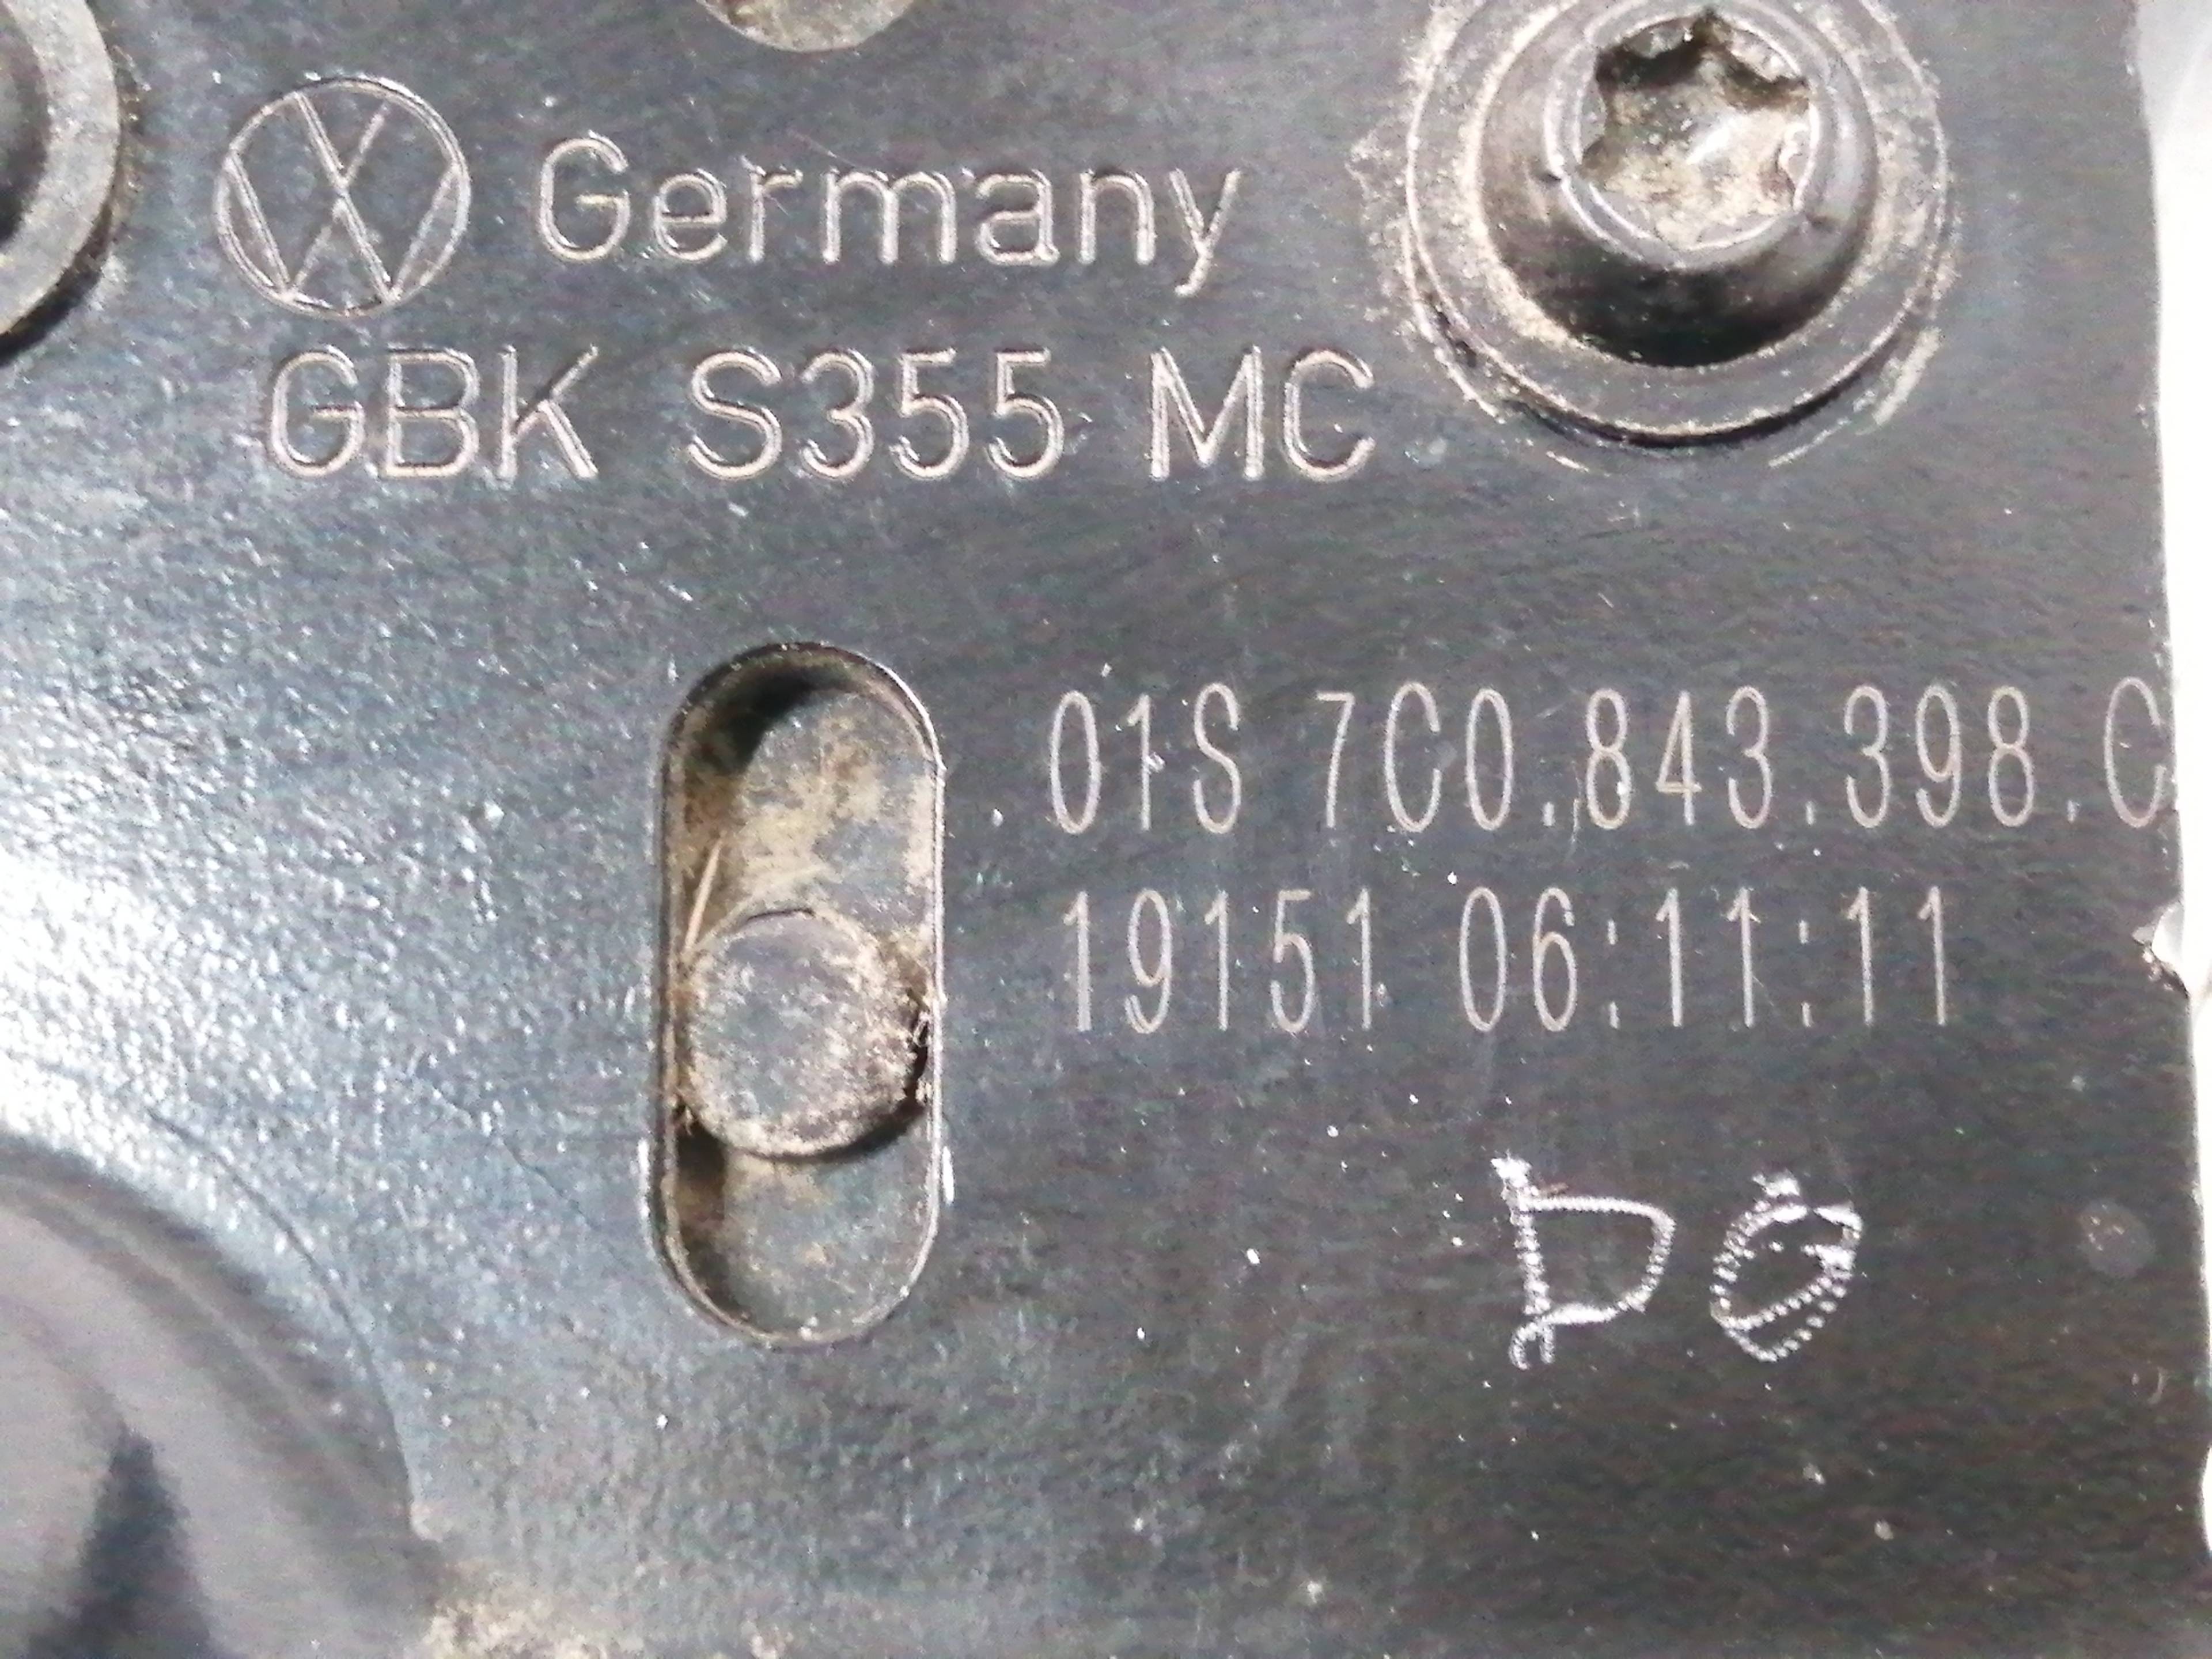 Germany
GBK S355 MC
01S 7C0.843.398.C
19151 06:11:11